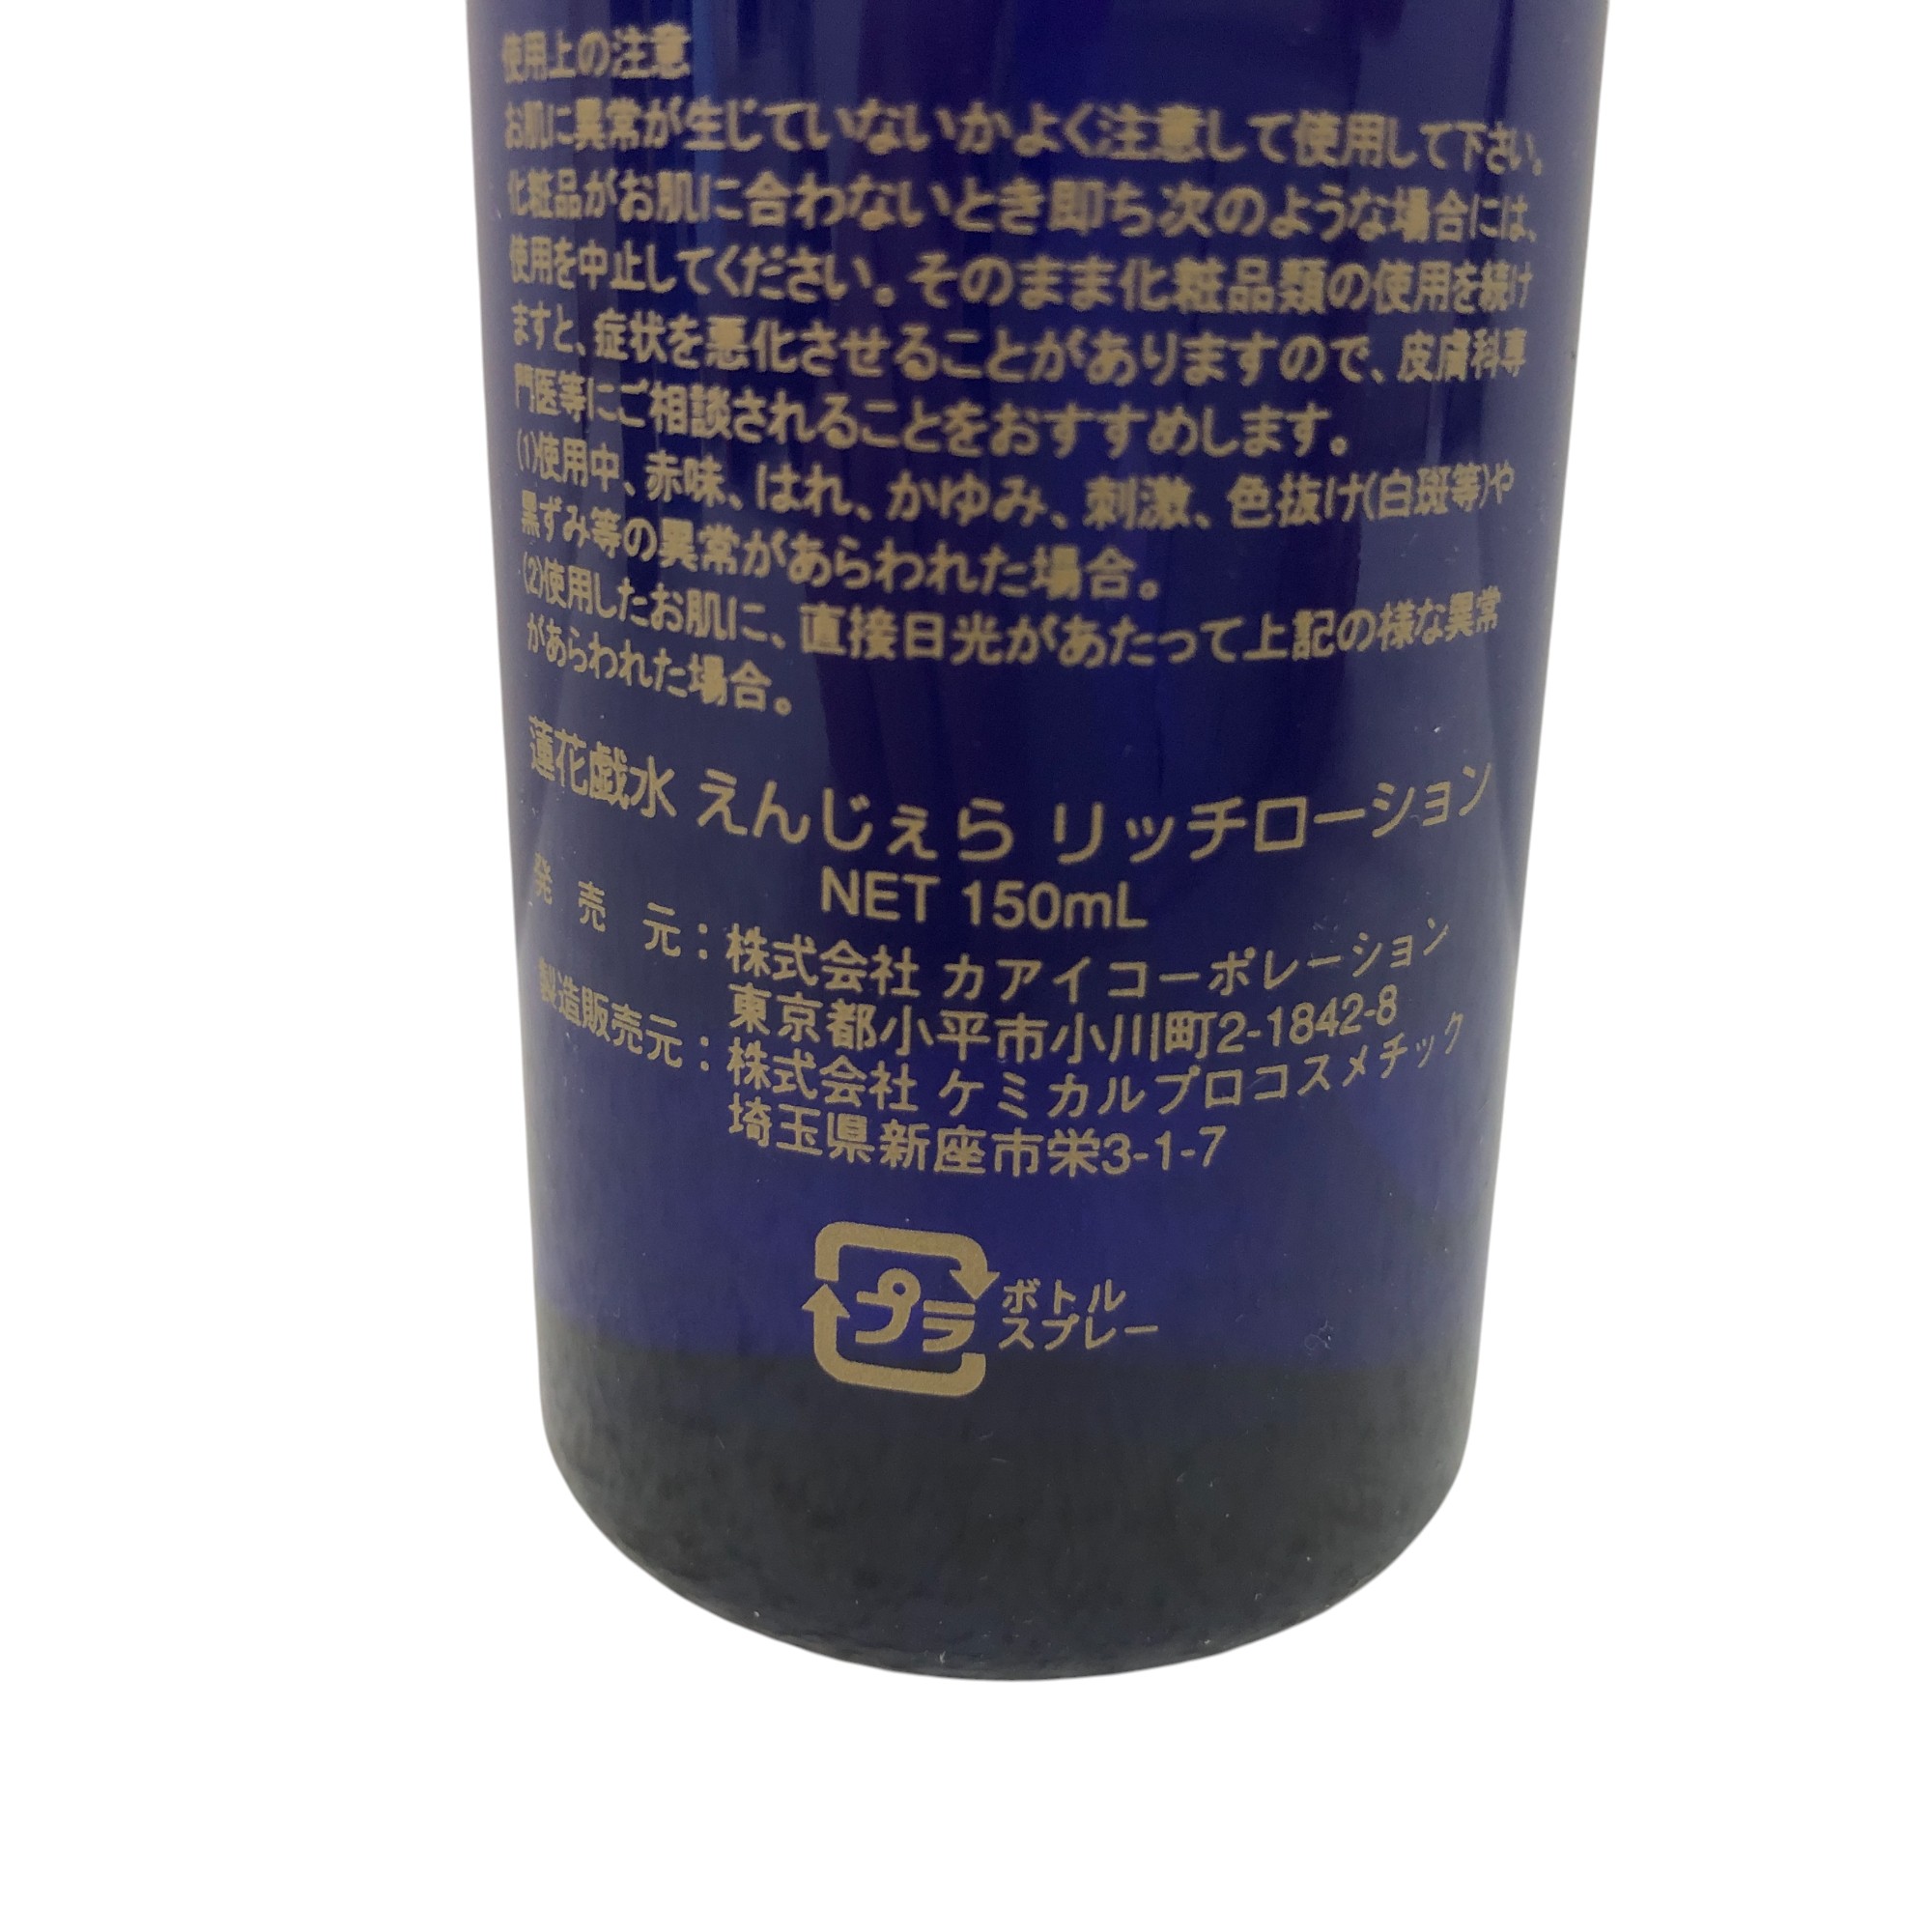 使用上の注意
お肌に異常が生じていないかよく注意して使用して下さい。
化粧品がお肌に合わないとき即ち次のような場合には、
使用を中止してください。そのまま化粧品類の使用を続け
ますと、症状を悪化させることがありますので、皮膚科専
門医等にご相談されることをおすすめします。
(1)使用中、赤味、はれ、かゆみ、刺激、色抜け(白斑等)や
黒ずみ等の異常があらわれた場合。
(2)使用したお肌に、直接日光があたって上記の様な異常
があらわれた場合。
蓮花戯水 えんじぇら リッチローション
NET 150mL
発売元：株式会社 カアイコーポレーション
東京都小平市小川町2-1842-8
製造販売元：株式会社 ケミカルプロコスメチック
埼玉県新座市栄3-1-7
プラ
ボトル
スプレー